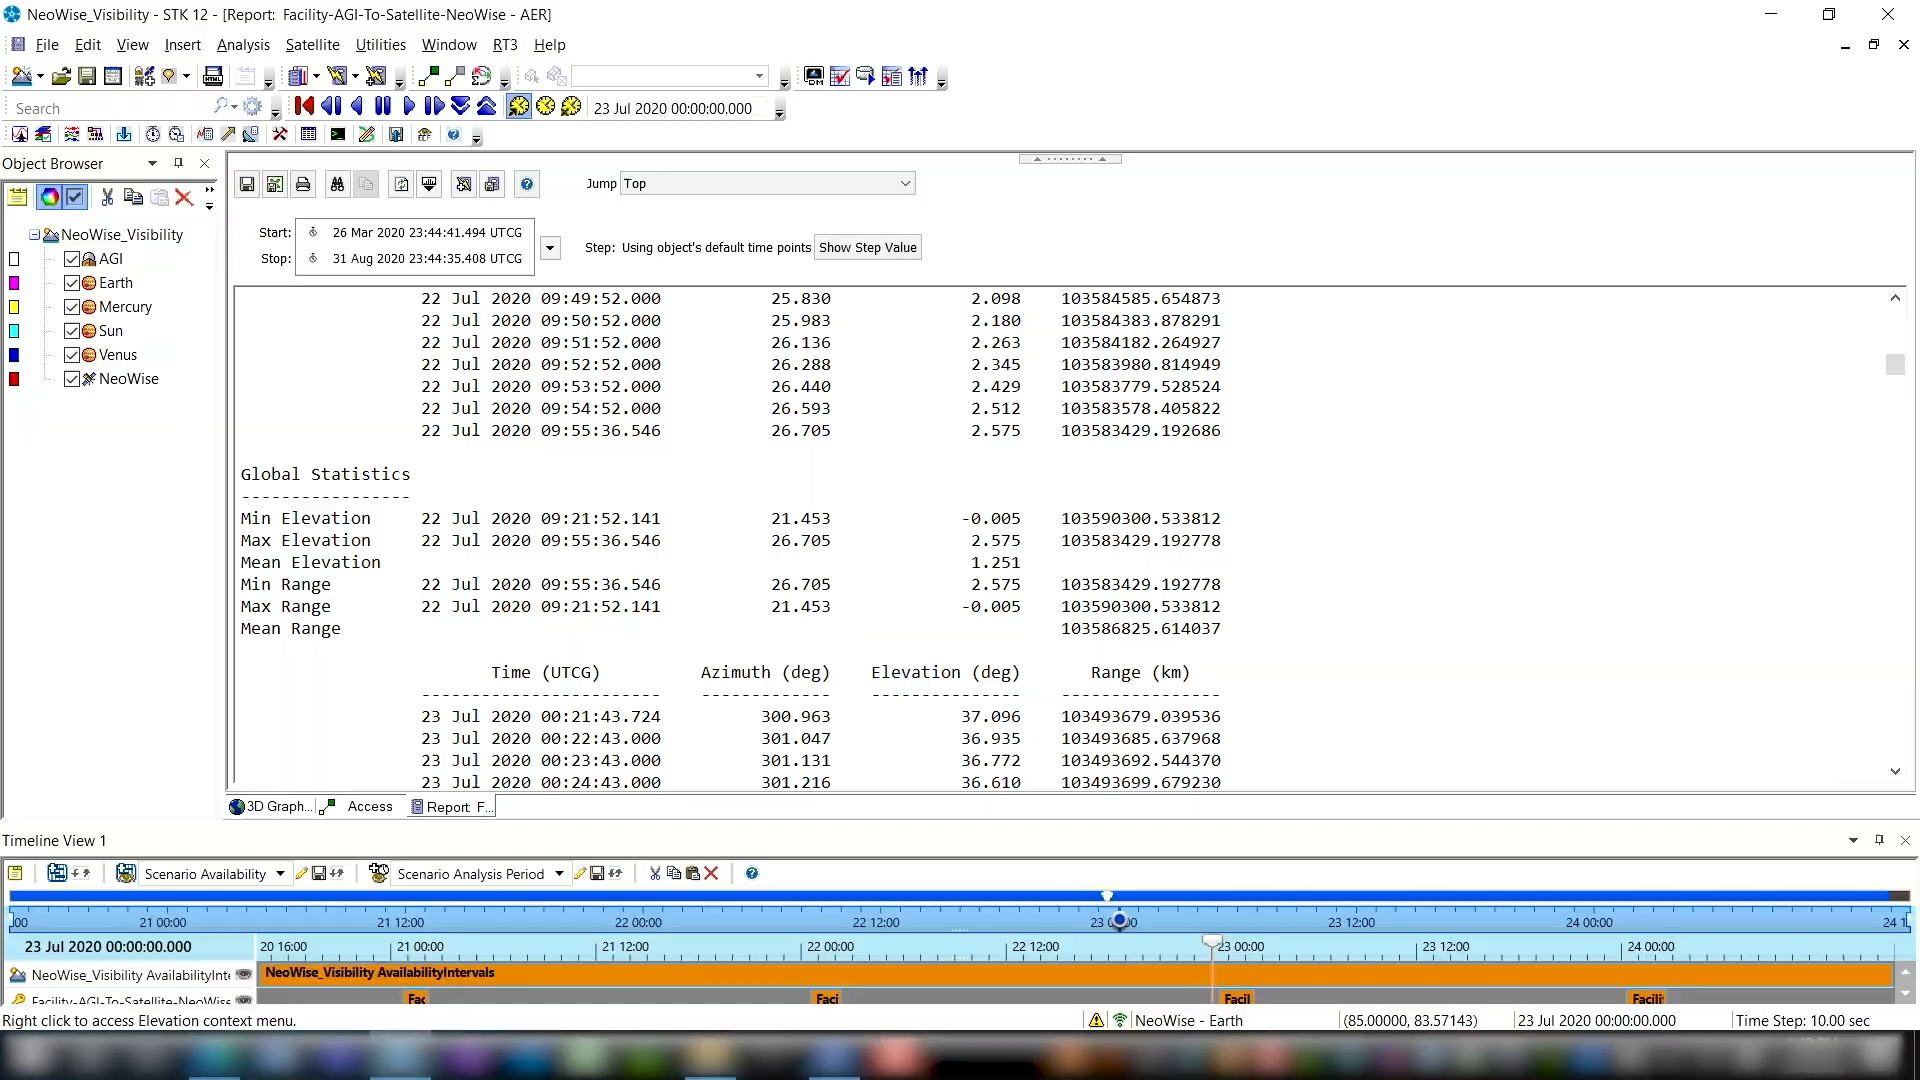 NeoWise_Visibility - STK 12 - [Report:  Facility-AGI-To-Satellite-NeoWise - AER]
File Edit View Insert Analysis Satellite Utilities Window RT3 Help
Search 23 Jul 2020 00:00:00.000
Object Browser
Jump Top
NeoWise_Visibility
AGI
Earth
Mercury
Sun
Venus
NeoWise
Start: 26 Mar 2020 23:44:41.494 UTCG
Stop: 31 Aug 2020 23:44:35.408 UTCG
Step: Using object's default time points Show Step Value
22 Jul 2020 09:49:52.000 25.830 2.098 103584585.654873
22 Jul 2020 09:50:52.000 25.983 2.180 103584383.878291
22 Jul 2020 09:51:52.000 26.136 2.263 103584182.264927
22 Jul 2020 09:52:52.000 26.288 2.345 103583980.814949
22 Jul 2020 09:53:52.000 26.440 2.429 103583779.528524
22 Jul 2020 09:54:52.000 26.593 2.512 103583578.405822
22 Jul 2020 09:55:36.546 26.705 2.575 103583429.192686
Global Statistics
-----------------
Min Elevation 22 Jul 2020 09:21:52.141 21.453 -0.005 103590300.533812
Max Elevation 22 Jul 2020 09:55:36.546 26.705 2.575 103583429.192778
Mean Elevation 1.251
Min Range 22 Jul 2020 09:55:36.546 26.705 2.575 103583429.192778
Max Range 22 Jul 2020 09:21:52.141 21.453 -0.005 103590300.533812
Mean Range 103586825.614037
Time (UTCG) Azimuth (deg) Elevation (deg) Range (km)
------------------------ ------------- --------------- ----------------
23 Jul 2020 00:21:43.724 300.963 37.096 103493679.039536
23 Jul 2020 00:22:43.000 301.047 36.935 103493685.637968
23 Jul 2020 00:23:43.000 301.131 36.772 103493692.544370
23 Jul 2020 00:24:43.000 301.216 36.610 103493699.679230
3D Graph... Access Report: F...
Timeline View 1
Scenario Availability Scenario Analysis Period
:00 21 00:00 21 12:00 22 00:00 22 12:00 23 00:00 23 12:00 24 00:00 24 1
23 Jul 2020 00:00:00.000 20 16:00 21 00:00 21 12:00 22 00:00 22 12:00 23 00:00 23 12:00 24 00:00
NeoWise_Visibility AvailabilityInte NeoWise_Visibility AvailabilityIntervals
Facility-AGI-To-Satellite-NeoWise Fac Faci Facil Facili
Right click to access Elevation context menu. NeoWise - Earth (85.00000, 83.57143) 23 Jul 2020 00:00:00.000 Time Step: 10.00 sec